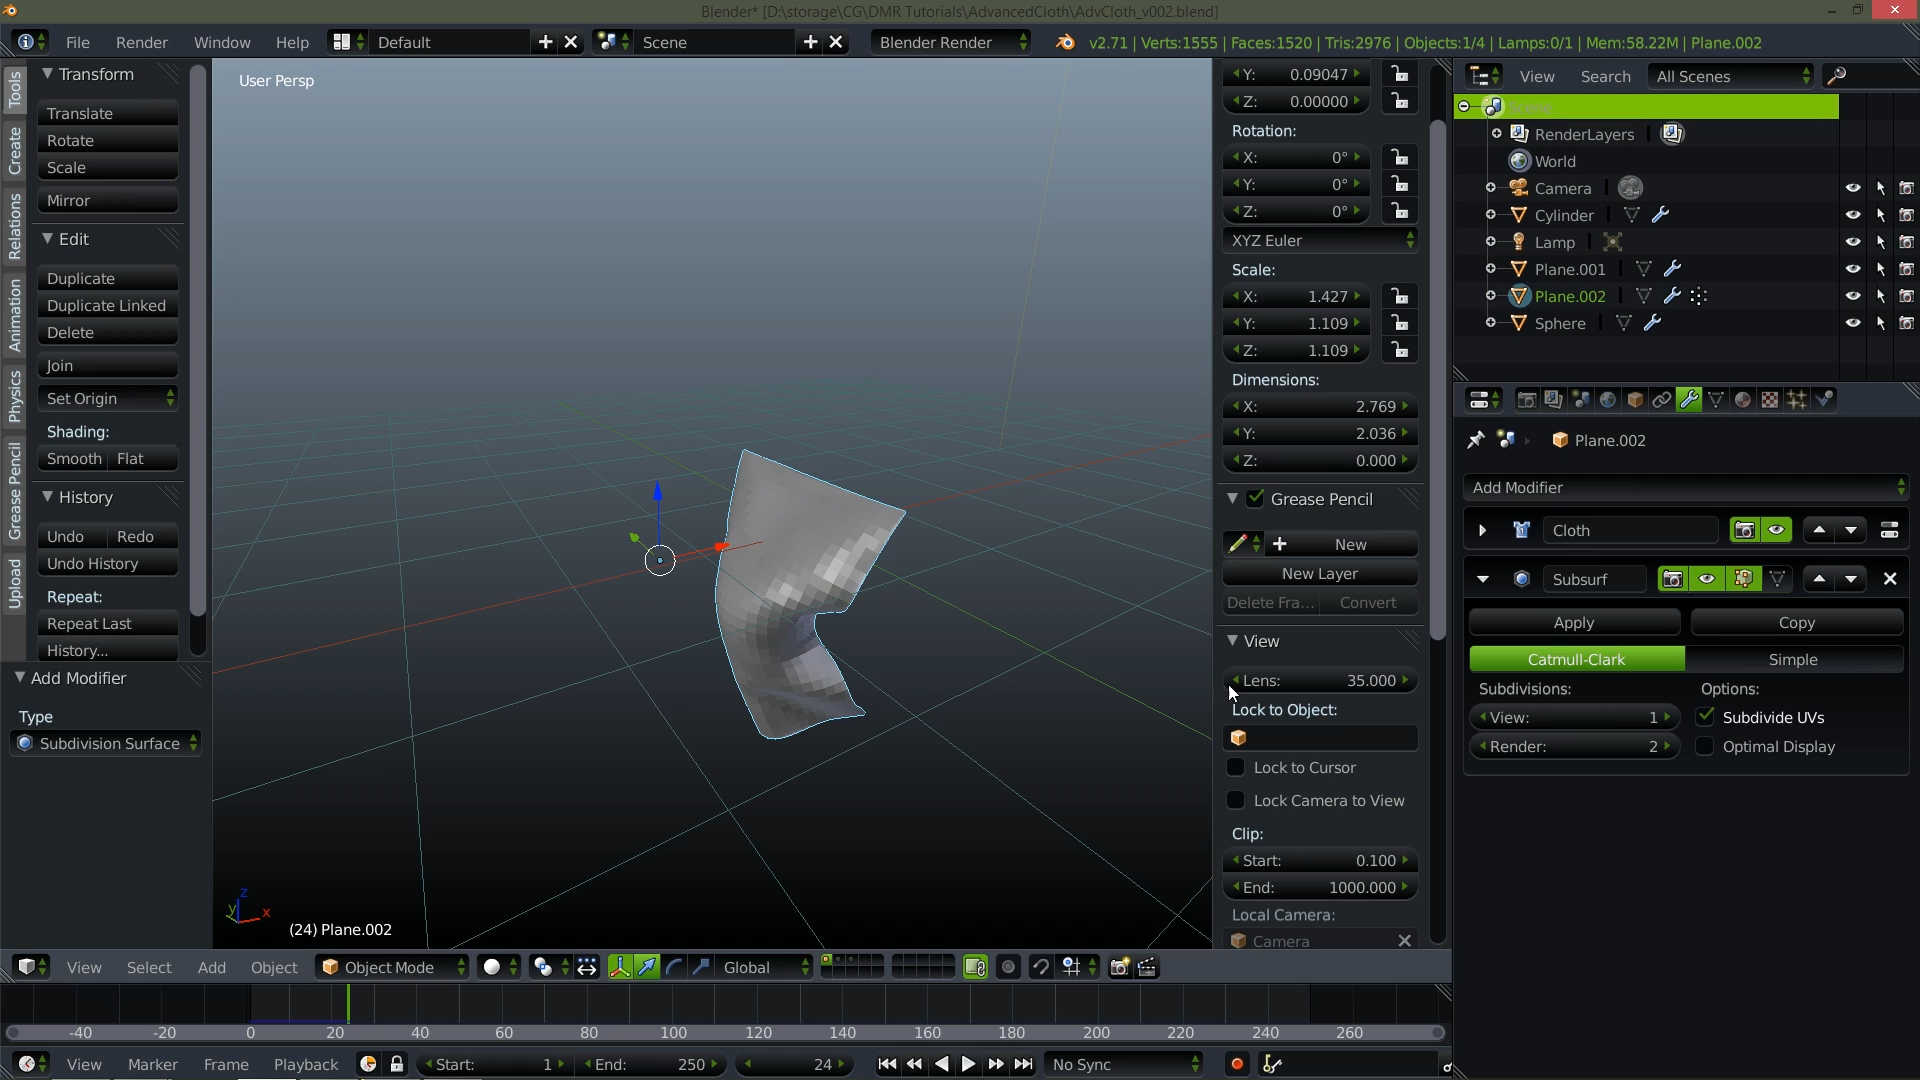 Blender* [D:\storage\CG\DMR Tutorials\AdvancedCloth\AdvCloth_v002.blend]
File Render Window Help Default Scene Blender Render v2.71 | Verts:1555 | Faces:1520 | Tris:2976 | Objects:1/4 | Lamps:0/1 | Mem:58.22M | Plane.002
Tools
Create
Relations
Animation
Physics
Grease Pencil
Upload
Transform
Translate
Rotate
Scale
Mirror
Edit
Duplicate
Duplicate Linked
Delete
Join
Set Origin
Shading:
Smooth Flat
History
Undo Redo
Undo History
Repeat:
Repeat Last
History...
Add Modifier
Type
Subdivision Surface
User Persp
z
y
x
(24) Plane.002
Y: 0.09047
Z: 0.00000
Rotation:
X: 0°
Y: 0°
Z: 0°
XYZ Euler
Scale:
X: 1.427
Y: 1.109
Z: 1.109
Dimensions:
X: 2.769
Y: 2.036
Z: 0.000
Grease Pencil
New
New Layer
Delete Fra... Convert
View
Lens: 35.000
Lock to Object:
Lock to Cursor
Lock Camera to View
Clip:
Start: 0.100
End: 1000.000
Local Camera:
Camera
View Search All Scenes
RenderLayers
World
Camera
Cylinder
Lamp
Plane.001
Plane.002
Sphere
Plane.002
Add Modifier
Cloth
Subsurf
Apply Copy
Catmull-Clark Simple
Subdivisions: Options:
View: 1 Subdivide UVs
Render: 2 Optimal Display
View Select Add Object Object Mode Global
-40 -20 0 20 40 60 80 100 120 140 160 180 200 220 240 260
View Marker Frame Playback Start: 1 End: 250 24 No Sync